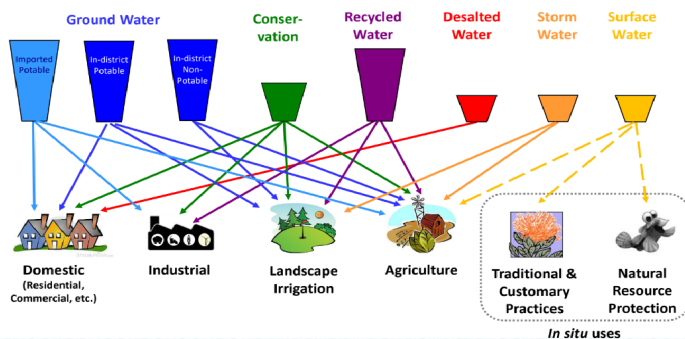 Ground Water
Conser-
vation
Recycled
Water
Desalted
Water
Storm
Water
Surface
Water
Imported
Potable
In-district
Potable
In-district
Non-
Potable
Domestic
(Residential,
Commercial, etc.)
Industrial
Landscape
Irrigation
Agriculture
Traditional &
Customary
Practices
Natural
Resource
Protection
In situ uses